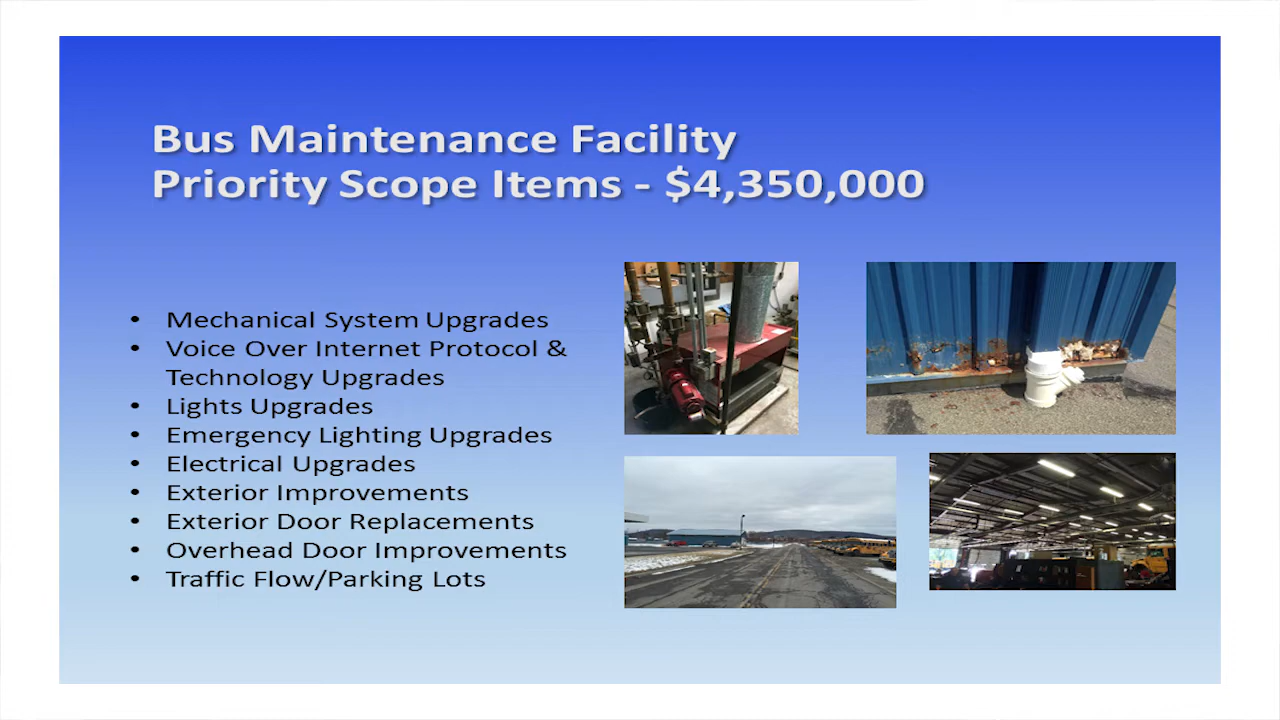 Bus Maintenance Facility
Priority Scope Items - $4,350,000
• Mechanical System Upgrades
• Voice Over Internet Protocol &
Technology Upgrades
• Lights Upgrades
• Emergency Lighting Upgrades
• Electrical Upgrades
• Exterior Improvements
• Exterior Door Replacements
• Overhead Door Improvements
• Traffic Flow/Parking Lots